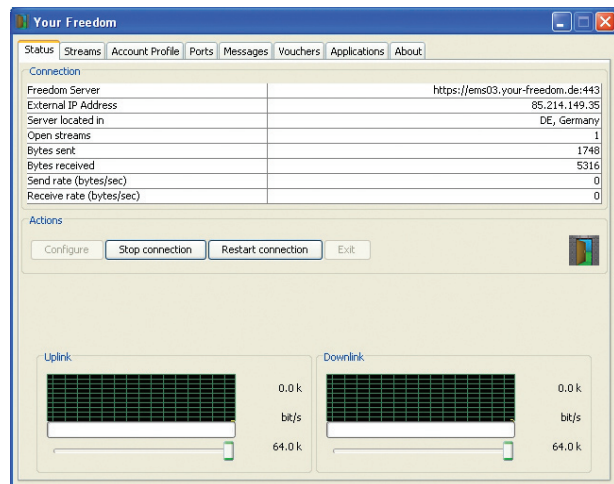 Your Freedom
Status Streams Account Profile Ports Messages Vouchers Applications About
Connection
Freedom Server https://ems03.your-freedom.de:443
External IP Address 85.214.149.35
Server located in DE, Germany
Open streams 1
Bytes sent 1748
Bytes received 5316
Send rate (bytes/sec) 0
Receive rate (bytes/sec) 0
Actions
Configure Stop connection Restart connection Exit
Uplink Downlink
0.0 k 0.0 k
bit/s bit/s
64.0 k 64.0 k